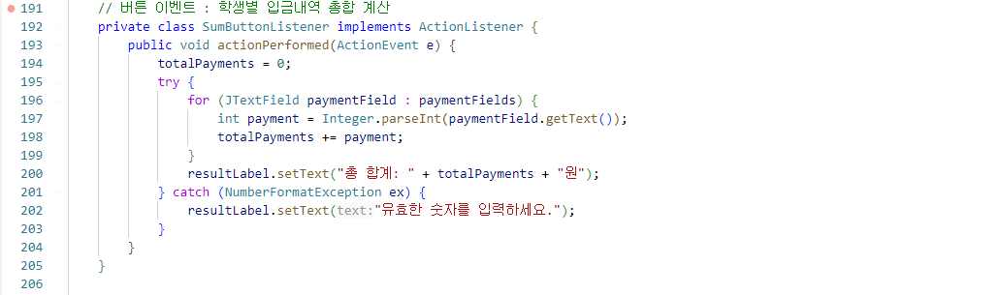 191 // 버튼 이벤트 : 학생별 입금내역 총합 계산
192 private class SumButtonListener implements ActionListener {
193 public void actionPerformed(ActionEvent e) {
194 totalPayments = 0;
195 try {
196 for (JTextField paymentField : paymentFields) {
197 int payment = Integer.parseInt(paymentField.getText());
198 totalPayments += payment;
199 }
200 resultLabel.setText("총 합계: " + totalPayments + "원");
201 } catch (NumberFormatException ex) {
202 resultLabel.setText(text:"유효한 숫자를 입력하세요.");
203 }
204 }
205 }
206